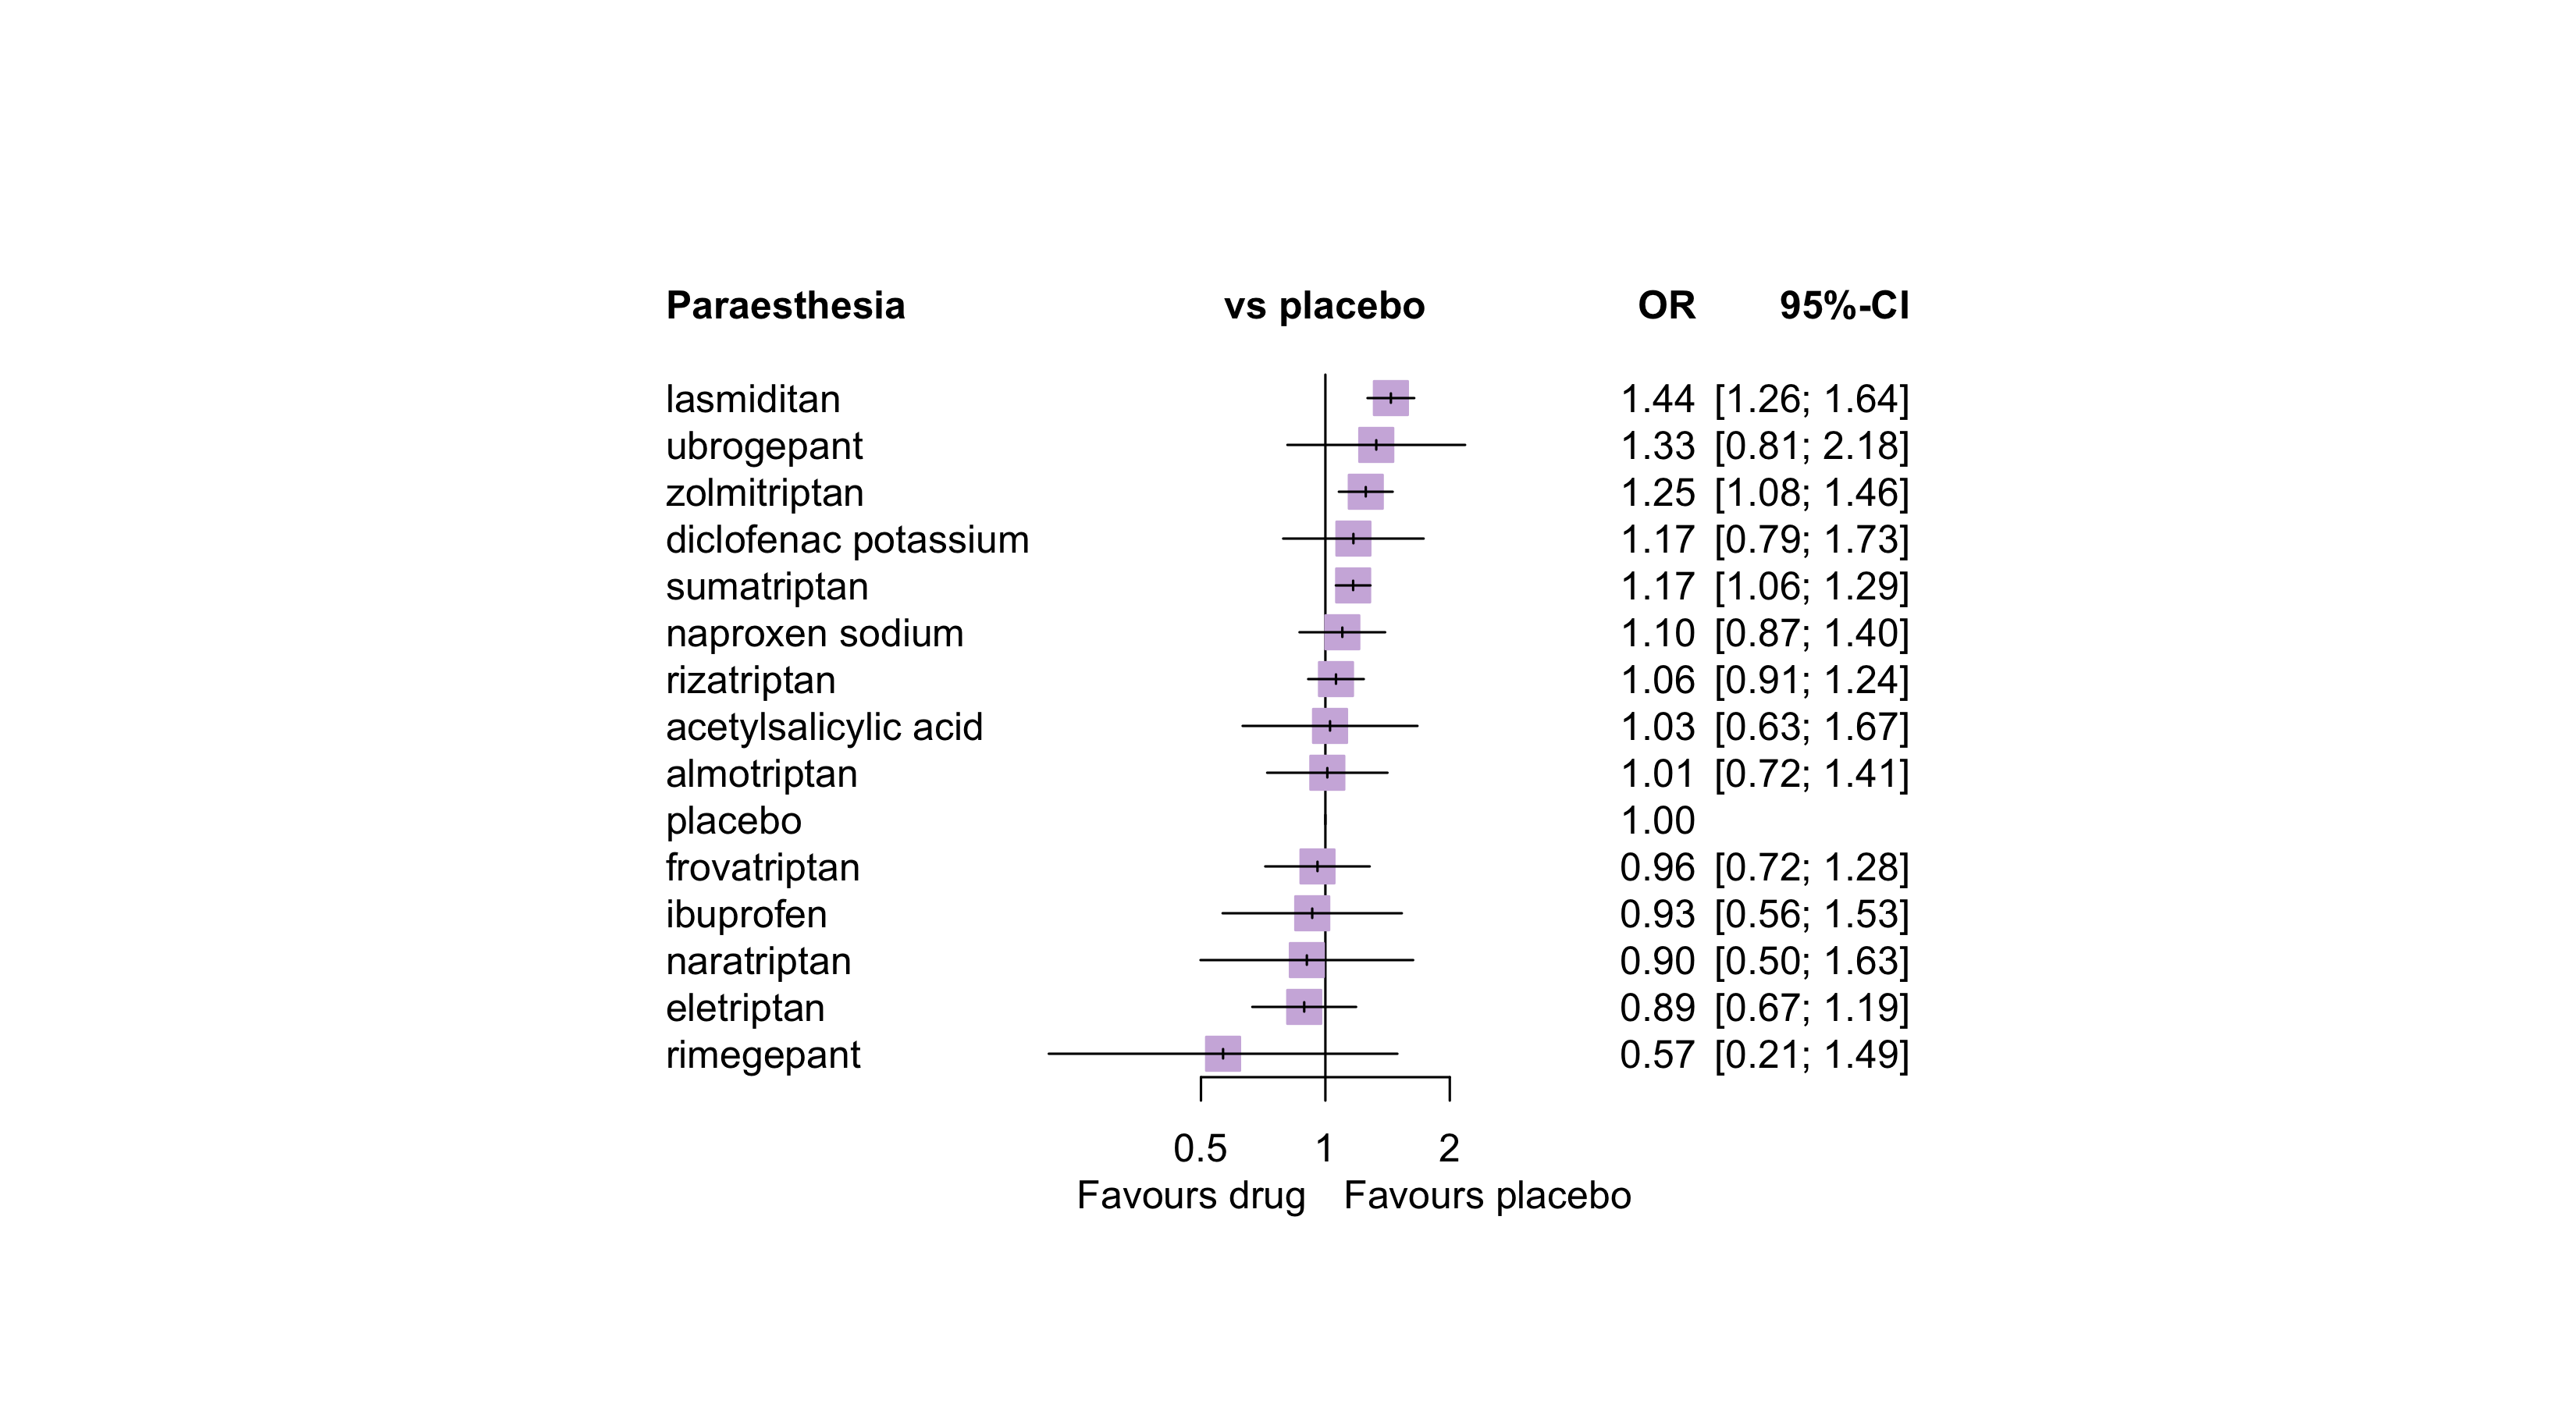 Paraesthesia vs placebo OR 95%-CI
lasmiditan 1.44 [1.26; 1.64]
ubrogepant 1.33 [0.81; 2.18]
zolmitriptan 1.25 [1.08; 1.46]
diclofenac potassium 1.17 [0.79; 1.73]
sumatriptan 1.17 [1.06; 1.29]
naproxen sodium 1.10 [0.87; 1.40]
rizatriptan 1.06 [0.91; 1.24]
acetylsalicylic acid 1.03 [0.63; 1.67]
almotriptan 1.01 [0.72; 1.41]
placebo 1.00
frovatriptan 0.96 [0.72; 1.28]
ibuprofen 0.93 [0.56; 1.53]
naratriptan 0.90 [0.50; 1.63]
eletriptan 0.89 [0.67; 1.19]
rimegepant 0.57 [0.21; 1.49]
0.5 1 2
Favours drug Favours placebo